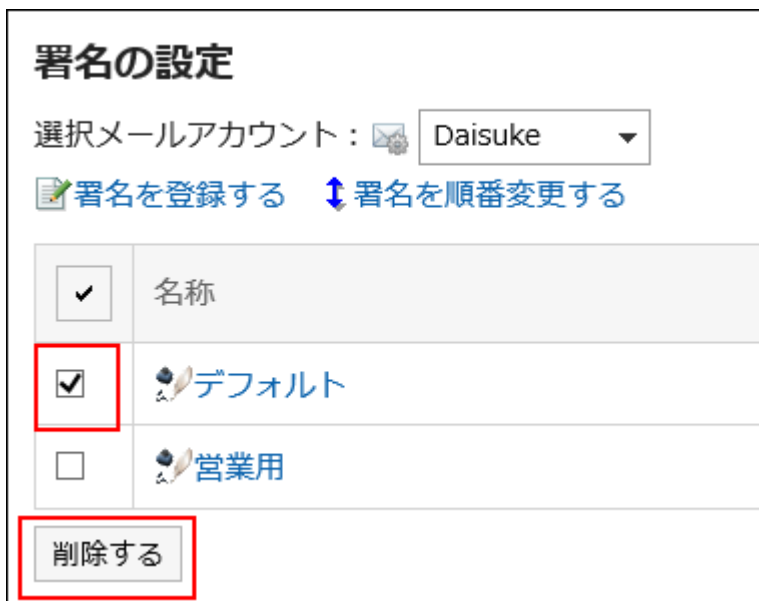 署名の設定
選択メールアカウント： Daisuke
署名を登録する 署名を順番変更する
名称
デフォルト
営業用
削除する